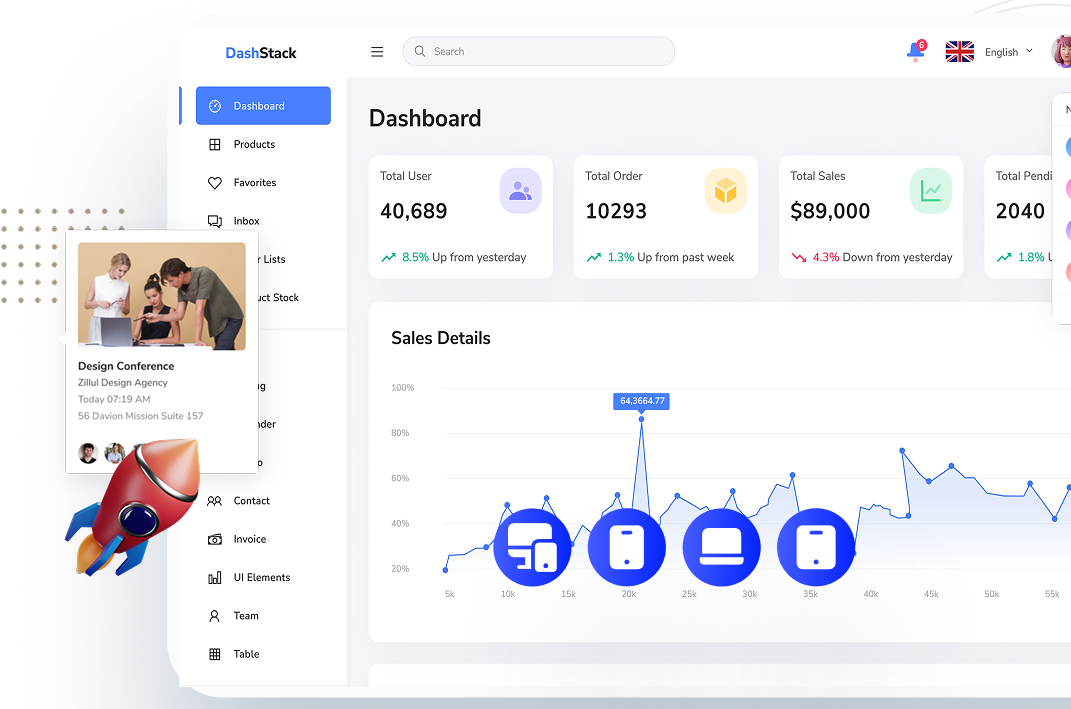 DashStack
Search
6
English
Dashboard
Products
Favorites
Inbox
r Lists
uct Stock
ng
nder
o
Contact
Invoice
UI Elements
Team
Table
Design Conference
Zillul Design Agency
Today 07:19 AM
56 Davion Mission Suite 157
Dashboard
Total User
40,689
8.5% Up from yesterday
Total Order
10293
1.3% Up from past week
Total Sales
$89,000
4.3% Down from yesterday
Total Pendi
2040
1.8% U
N
Sales Details
100%
80%
60%
40%
20%
64,3664.77
5k 10k 15k 20k 25k 30k 35k 40k 45k 50k 55k